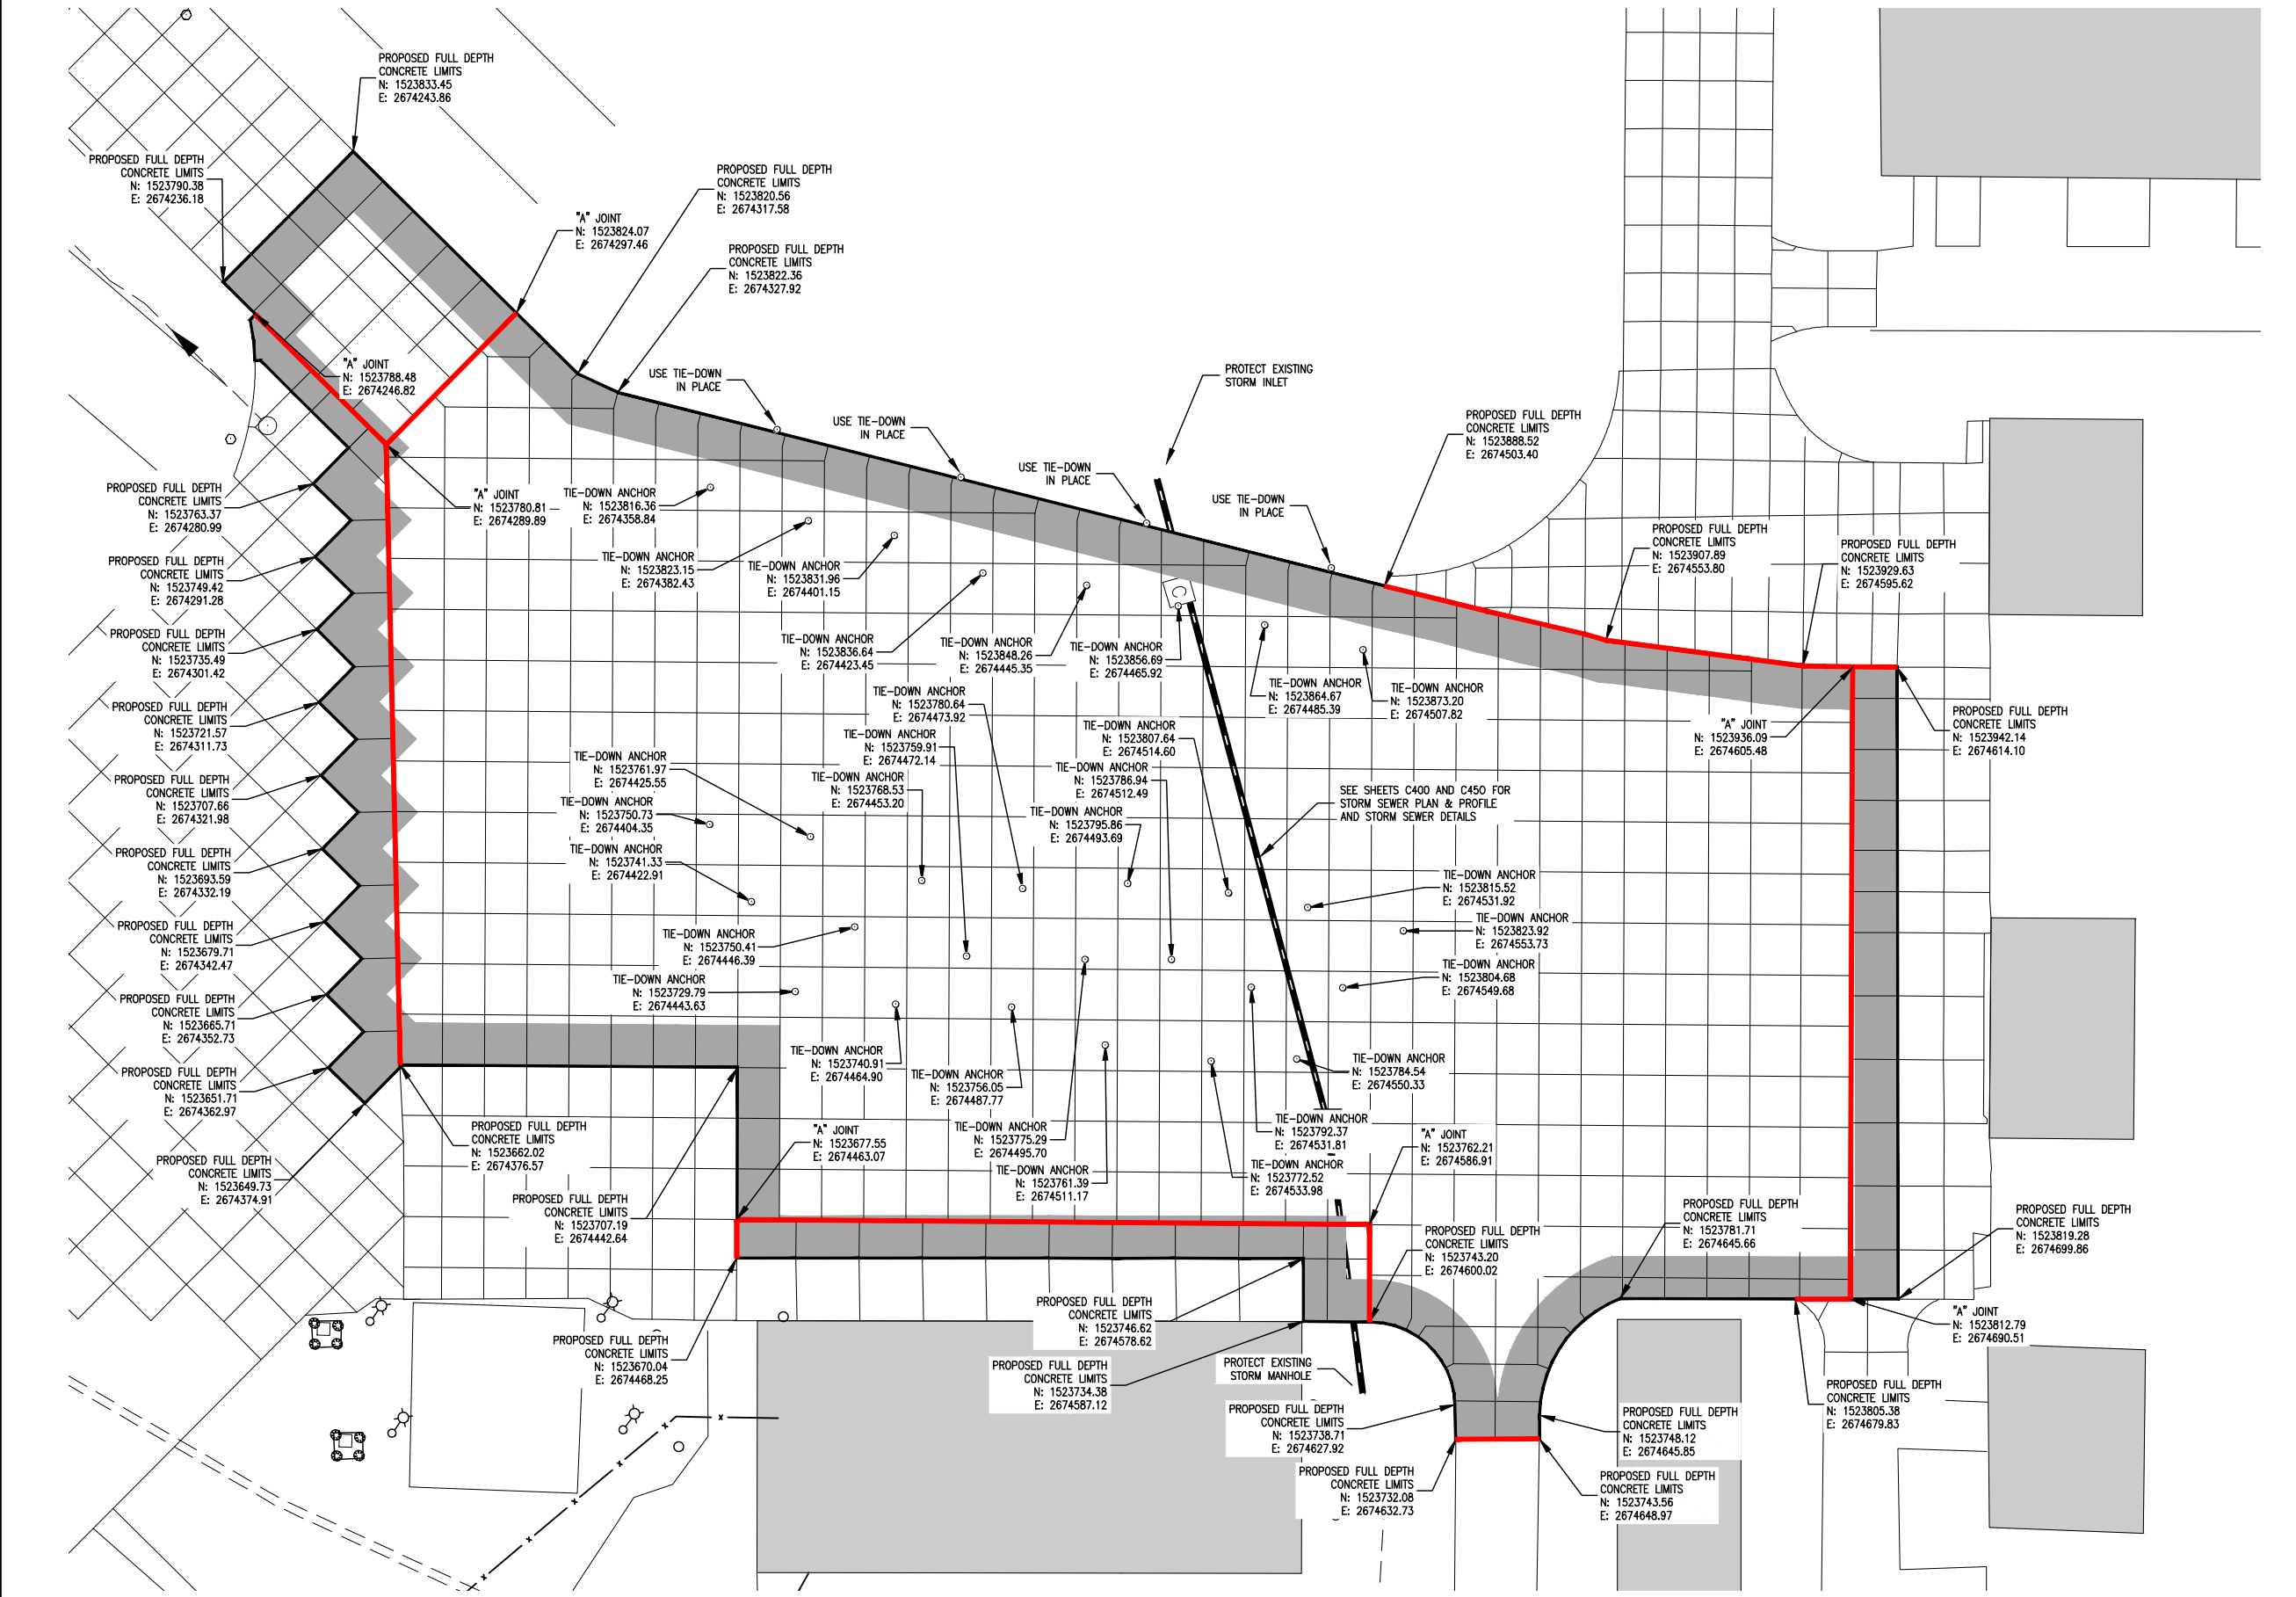 PROPOSED FULL DEPTH
CONCRETE LIMITS
N: 1523833.45
E: 2674243.86
PROPOSED FULL DEPTH
CONCRETE LIMITS
N: 1523790.38
E: 2674236.18
PROPOSED FULL DEPTH
CONCRETE LIMITS
N: 1523820.56
E: 2674317.58
"A" JOINT
N: 1523824.07
E: 2674297.46
PROPOSED FULL DEPTH
CONCRETE LIMITS
N: 1523822.36
E: 2674327.92
"A" JOINT
N: 1523788.48
E: 2674246.82
USE TIE-DOWN
IN PLACE
USE TIE-DOWN
IN PLACE
USE TIE-DOWN
IN PLACE
USE TIE-DOWN
IN PLACE
PROTECT EXISTING
STORM INLET
PROPOSED FULL DEPTH
CONCRETE LIMITS
N: 1523888.52
E: 2674503.40
PROPOSED FULL DEPTH
CONCRETE LIMITS
N: 1523907.89
E: 2674553.80
PROPOSED FULL DEPTH
CONCRETE LIMITS
N: 1523929.63
E: 2674595.62
PROPOSED FULL DEPTH
CONCRETE LIMITS
N: 1523763.37
E: 2674280.99
"A" JOINT
N: 1523780.81
E: 2674289.89
TIE-DOWN ANCHOR
N: 1523816.36
E: 2674358.84
TIE-DOWN ANCHOR
N: 1523823.15
E: 2674382.43
TIE-DOWN ANCHOR
N: 1523831.96
E: 2674401.15
PROPOSED FULL DEPTH
CONCRETE LIMITS
N: 1523749.42
E: 2674291.28
C
TIE-DOWN ANCHOR
N: 1523836.64
E: 2674423.45
TIE-DOWN ANCHOR
N: 1523848.26
E: 2674445.35
TIE-DOWN ANCHOR
N: 1523856.69
E: 2674465.92
PROPOSED FULL DEPTH
CONCRETE LIMITS
N: 1523735.49
E: 2674301.42
TIE-DOWN ANCHOR
N: 1523864.67
E: 2674485.39
TIE-DOWN ANCHOR
N: 1523873.20
E: 2674507.82
TIE-DOWN ANCHOR
N: 1523780.64
E: 2674473.92
PROPOSED FULL DEPTH
CONCRETE LIMITS
N: 1523721.57
E: 2674311.73
"A" JOINT
N: 1523936.09
E: 2674605.48
PROPOSED FULL DEPTH
CONCRETE LIMITS
N: 1523942.14
E: 2674614.10
TIE-DOWN ANCHOR
N: 1523807.64
E: 2674514.60
TIE-DOWN ANCHOR
N: 1523759.91
E: 2674472.14
TIE-DOWN ANCHOR
N: 1523761.97
E: 2674425.55
TIE-DOWN ANCHOR
N: 1523768.53
E: 2674453.20
TIE-DOWN ANCHOR
N: 1523786.94
E: 2674512.49
PROPOSED FULL DEPTH
CONCRETE LIMITS
N: 1523707.66
E: 2674321.98
SEE SHEETS C400 AND C450 FOR
STORM SEWER PLAN & PROFILE
AND STORM SEWER DETAILS
TIE-DOWN ANCHOR
N: 1523750.73
E: 2674404.35
TIE-DOWN ANCHOR
N: 1523795.86
E: 2674493.69
TIE-DOWN ANCHOR
N: 1523741.33
E: 2674422.91
PROPOSED FULL DEPTH
CONCRETE LIMITS
N: 1523693.59
E: 2674332.19
TIE-DOWN ANCHOR
N: 1523815.52
E: 2674531.92
TIE-DOWN ANCHOR
N: 1523823.92
E: 2674553.73
PROPOSED FULL DEPTH
CONCRETE LIMITS
N: 1523679.71
E: 2674342.47
TIE-DOWN ANCHOR
N: 1523750.41
E: 2674446.39
TIE-DOWN ANCHOR
N: 1523804.68
E: 2674549.68
TIE-DOWN ANCHOR
N: 1523729.79
E: 2674443.63
PROPOSED FULL DEPTH
CONCRETE LIMITS
N: 1523665.71
E: 2674352.73
TIE-DOWN ANCHOR
N: 1523740.91
E: 2674464.90
TIE-DOWN ANCHOR
N: 1523784.54
E: 2674550.33
TIE-DOWN ANCHOR
N: 1523756.05
E: 2674487.77
PROPOSED FULL DEPTH
CONCRETE LIMITS
N: 1523651.71
E: 2674362.97
PROPOSED FULL DEPTH
CONCRETE LIMITS
N: 1523662.02
E: 2674376.57
"A" JOINT
N: 1523677.55
E: 2674463.07
TIE-DOWN ANCHOR
N: 1523775.29
E: 2674495.70
TIE-DOWN ANCHOR
N: 1523792.37
E: 2674531.81
"A" JOINT
N: 1523762.21
E: 2674586.91
PROPOSED FULL DEPTH
CONCRETE LIMITS
N: 1523649.73
E: 2674374.91
TIE-DOWN ANCHOR
N: 1523761.39
E: 2674511.17
TIE-DOWN ANCHOR
N: 1523772.52
E: 2674533.98
PROPOSED FULL DEPTH
CONCRETE LIMITS
N: 1523707.19
E: 2674442.64
PROPOSED FULL DEPTH
CONCRETE LIMITS
N: 1523781.71
E: 2674645.66
PROPOSED FULL DEPTH
CONCRETE LIMITS
N: 1523819.28
E: 2674699.86
PROPOSED FULL DEPTH
CONCRETE LIMITS
N: 1523743.20
E: 2674600.02
PROPOSED FULL DEPTH
CONCRETE LIMITS
N: 1523746.62
E: 2674578.62
"A" JOINT
N: 1523812.79
E: 2674690.51
PROPOSED FULL DEPTH
CONCRETE LIMITS
N: 1523670.04
E: 2674468.25
PROPOSED FULL DEPTH
CONCRETE LIMITS
N: 1523734.38
E: 2674587.12
PROTECT EXISTING
STORM MANHOLE
PROPOSED FULL DEPTH
CONCRETE LIMITS
N: 1523805.38
E: 2674679.83
PROPOSED FULL DEPTH
CONCRETE LIMITS
N: 1523738.71
E: 2674627.92
PROPOSED FULL DEPTH
CONCRETE LIMITS
N: 1523748.12
E: 2674645.85
PROPOSED FULL DEPTH
CONCRETE LIMITS
N: 1523732.08
E: 2674632.73
PROPOSED FULL DEPTH
CONCRETE LIMITS
N: 1523743.56
E: 2674648.97